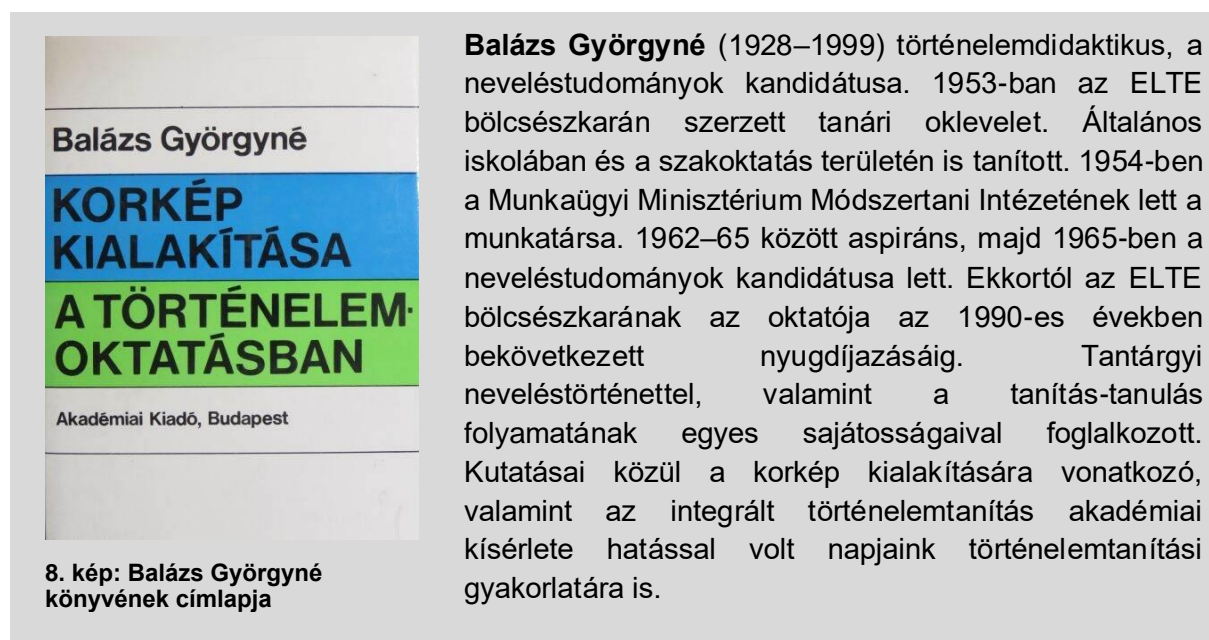 Balázs Györgyné
KORKÉP
KIALAKÍTÁSA
A TÖRTÉNELEM-
OKTATÁSBAN
Akadémiai Kiadó, Budapest
8. kép: Balázs Györgyné
könyvének címlapja
Balázs Györgyné (1928–1999) történelemdidaktikus, a
neveléstudományok kandidátusa. 1953-ban az ELTE
bölcsészkarán szerzett tanári oklevelet. Általános
iskolában és a szakoktatás területén is tanított. 1954-ben
a Munkaügyi Minisztérium Módszertani Intézetének lett a
munkatársa. 1962–65 között aspiráns, majd 1965-ben a
neveléstudományok kandidátusa lett. Ekkortól az ELTE
bölcsészkarának az oktatója az 1990-es években
bekövetkezett nyugdíjazásáig. Tantárgyi
neveléstörténettel, valamint a tanítás-tanulás
folyamatának egyes sajátosságaival foglalkozott.
Kutatásai közül a korkép kialakítására vonatkozó,
valamint az integrált történelemtanítás akadémiai
kísérlete hatással volt napjaink történelemtanítási
gyakorlatára is.